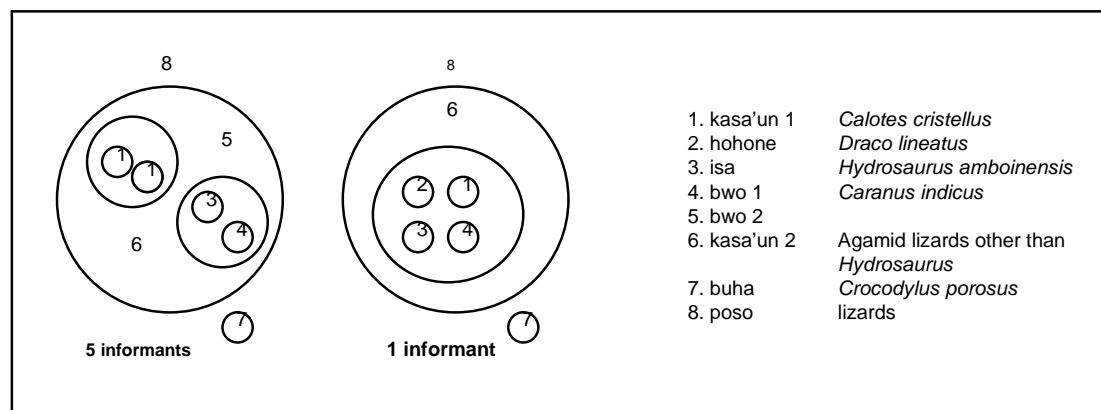 8
1
1
5
3
4
6
7
5 informants
8
6
2 1
3 4
7
1 informant
1. kasa'un 1 Calotes cristellus
2. hohone Draco lineatus
3. isa Hydrosaurus amboinensis
4. bwo 1 Caranus indicus
5. bwo 2
6. kasa'un 2 Agamid lizards other than
Hydrosaurus
7. buha Crocodylus porosus
8. poso lizards